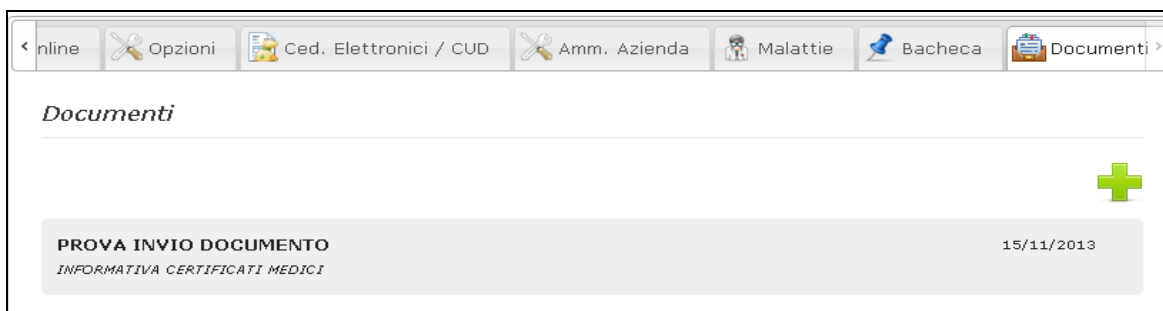 nline Opzioni Ced. Elettronici / CUD Amm. Azienda Malattie Bacheca Documenti
Documenti
PROVA INVIO DOCUMENTO 15/11/2013
INFORMATIVA CERTIFICATI MEDICI